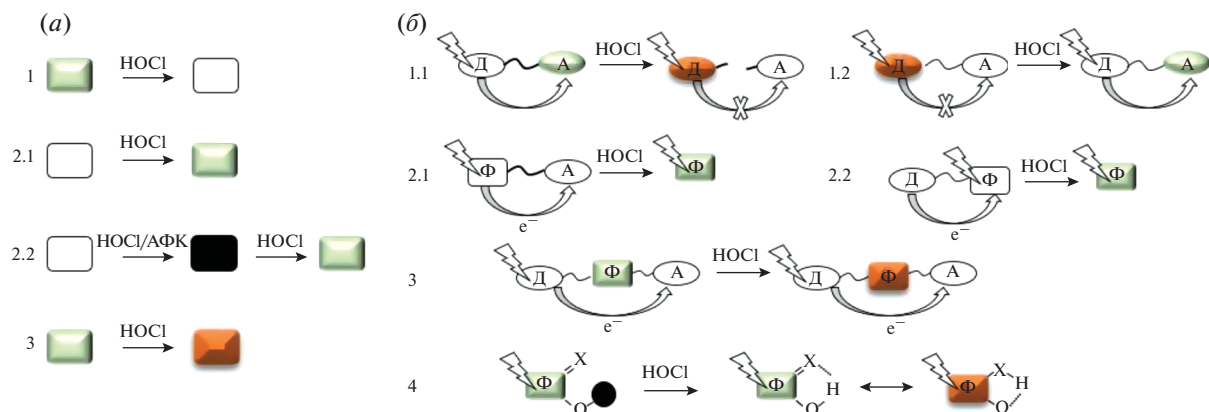 (а)
1 HOCl
2.1 HOCl
2.2 HOCl/АФК HOCl
3 HOCl
(б)
1.1 Д А HOCl Д А X
1.2 Д А X HOCl Д А
2.1 Ф А e⁻ HOCl Ф
2.2 Д Ф e⁻ HOCl Ф
3 Д Ф А e⁻ HOCl Д Ф А e⁻
4 Ф X O HOCl Ф X H O Ф X H O